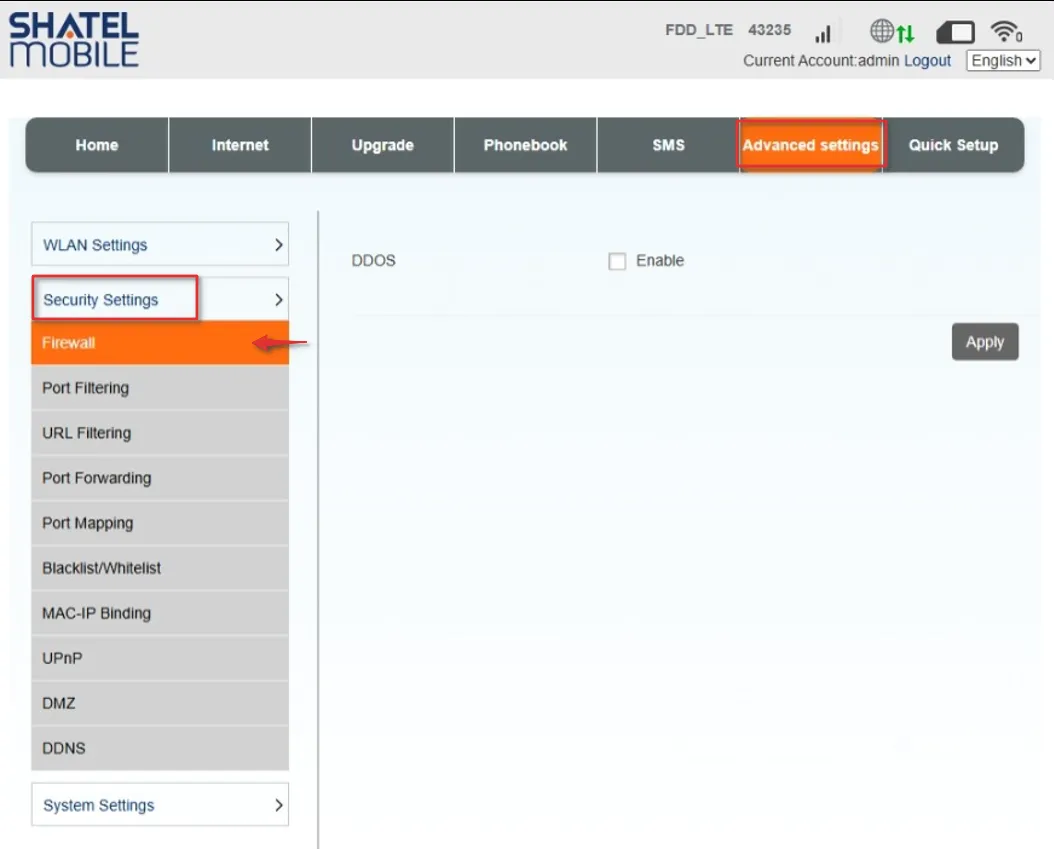 SHATEL
MOBILE
FDD_LTE 43235
0
Current Account:admin Logout English
Home Internet Upgrade Phonebook SMS Advanced settings Quick Setup
WLAN Settings
DDOS Enable
Security Settings
Firewall
Apply
Port Filtering
URL Filtering
Port Forwarding
Port Mapping
Blacklist/Whitelist
MAC-IP Binding
UPnP
DMZ
DDNS
System Settings